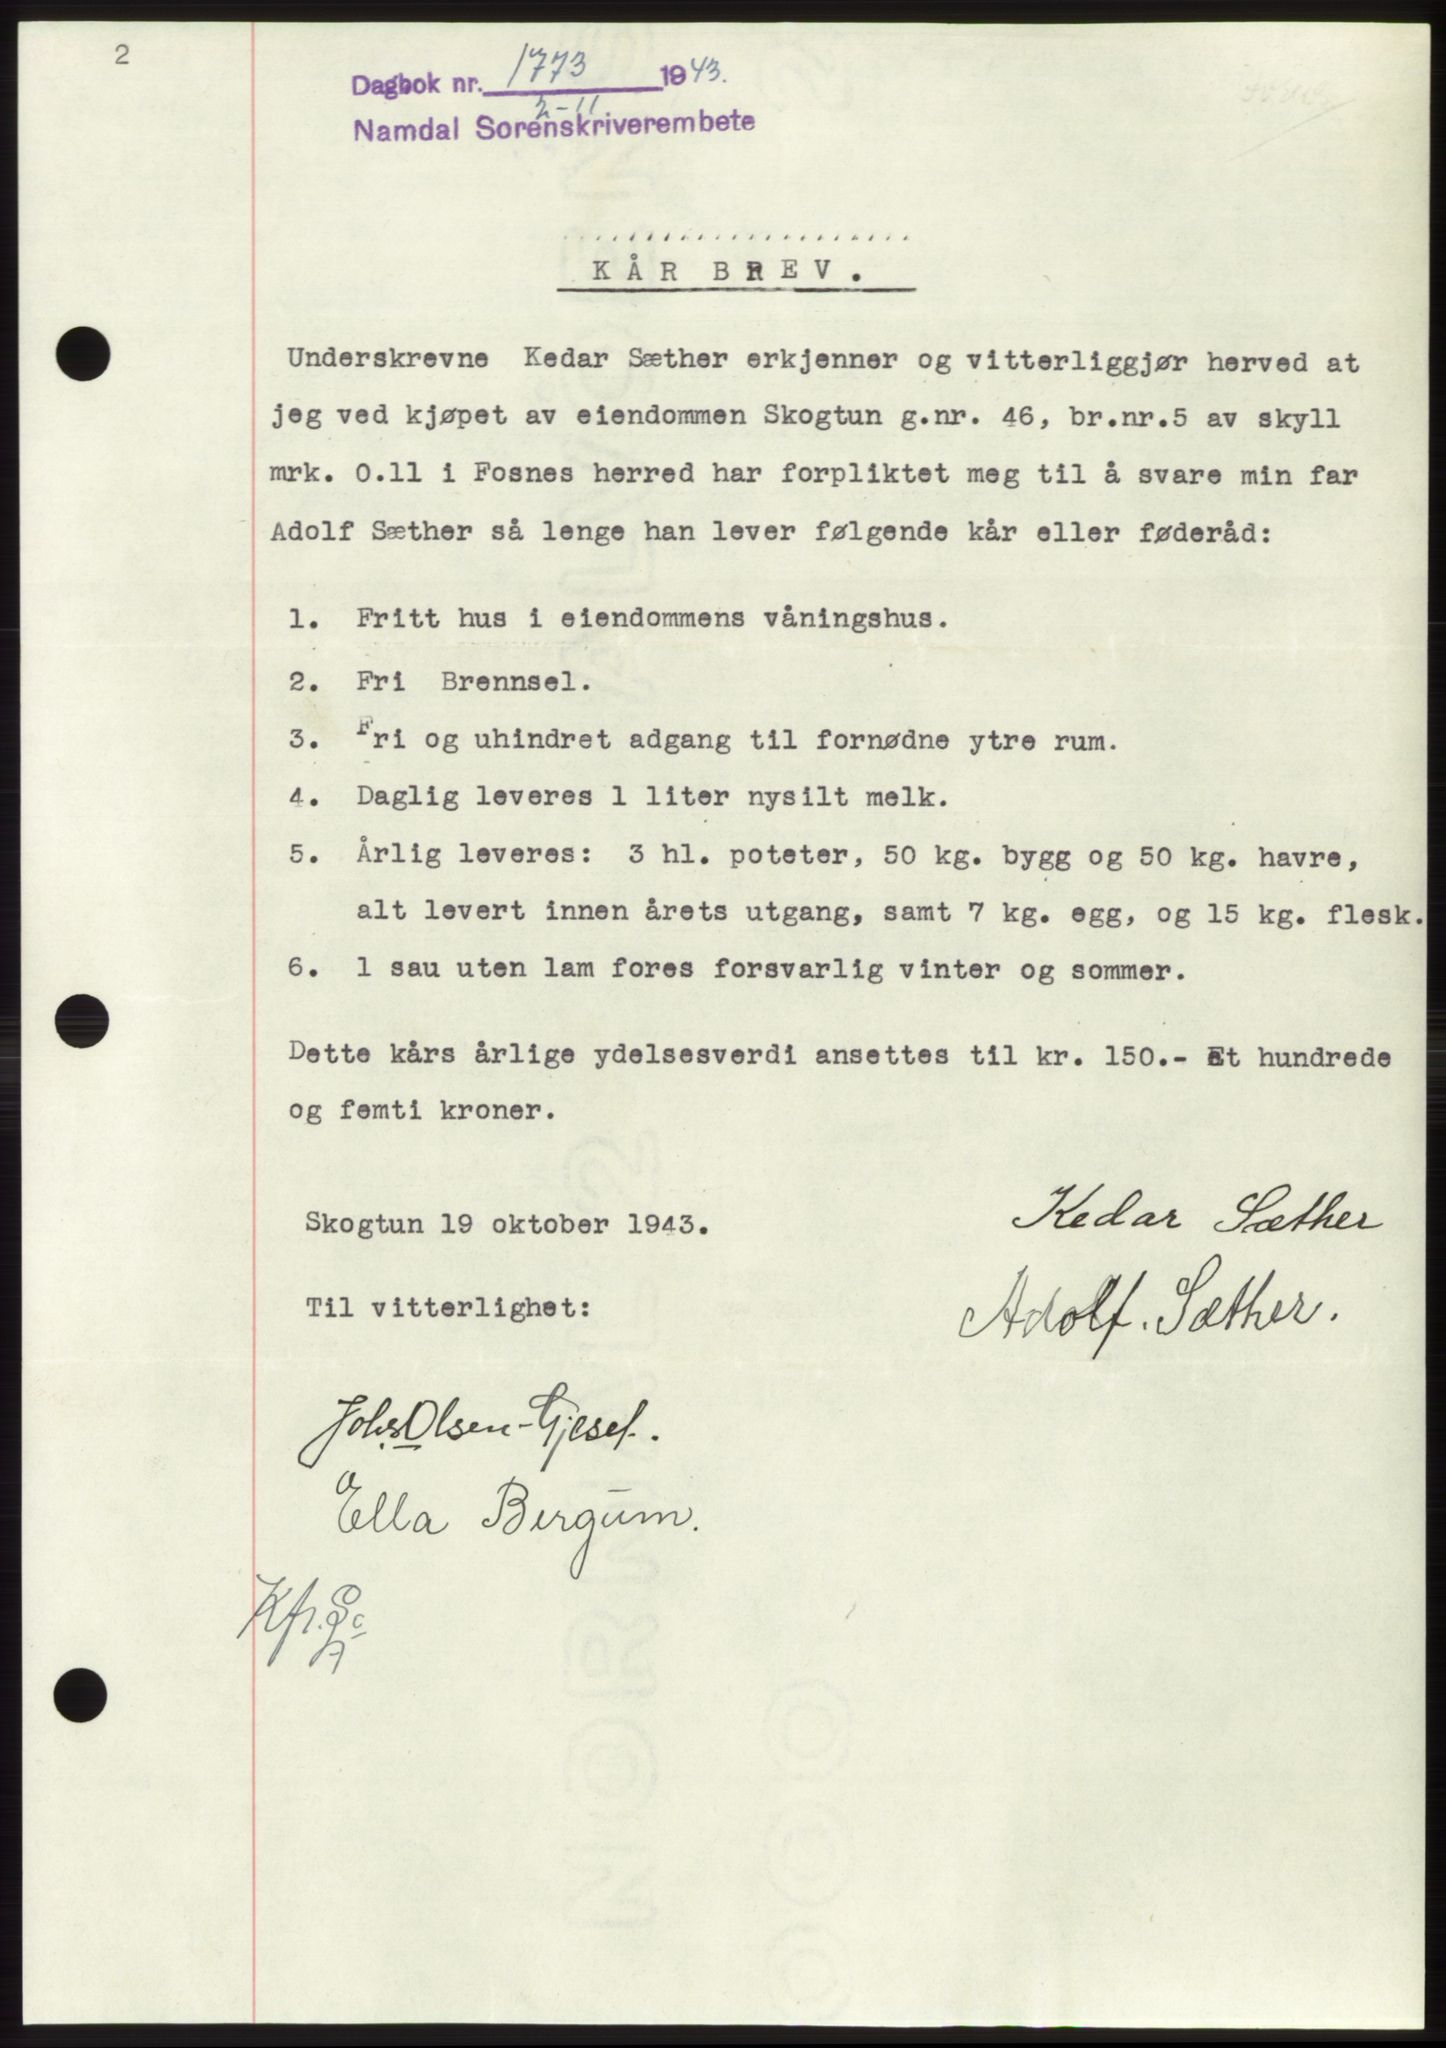 2
Dagbok nr. 1773 1943.
2-11
Namdal Sorenskriverembete
....................
KÅR BREV.
Underskrevne Kedar Sæther erkjenner og vitterliggjør herved at
jeg ved kjøpet av eiendommen Skogtun g.nr. 46, br.nr.5 av skyll
mrk. 0.11 i Fosnes herred har forpliktet meg til å svare min far
Adolf Sæther så lenge han lever følgende kår eller føderåd:
1. Fritt hus i eiendommens våningshus.
2. Fri Brennsel.
3. Fri og uhindret adgang til fornødne ytre rum.
4. Daglig leveres 1 liter nysilt melk.
5. Årlig leveres: 3 hl. poteter, 50 kg. bygg og 50 kg. havre,
alt levert innen årets utgang, samt 7 kg. egg, og 15 kg. flesk.
6. 1 sau uten lam fores forsvarlig vinter og sommer.
Dette kårs årlige ydelsesverdi ansettes til kr. 150.- Et hundrede
og femti kroner.
Skogtun 19 oktober 1943.
Kedar Sæther
Adolf. Sæther.
Til vitterlighet:
Johs Olsen-Gjesef.
Ella Bergum.